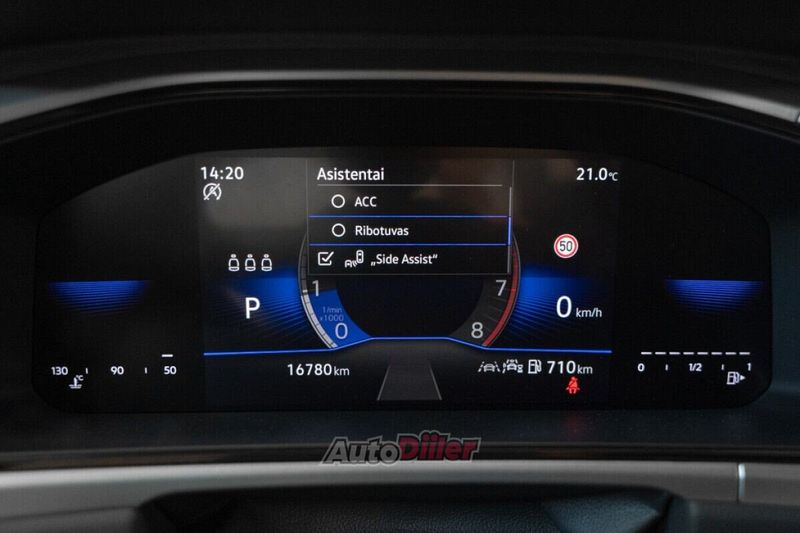 14:20
Asistentai
21.0°C
ACC
Ribotuvas
50
„Side Assist“
P
1
7
0 km/h
1/min
x1000
0
8
130 90 50
°C
0 1/2 1
16780 km
710 km
AutoDiler